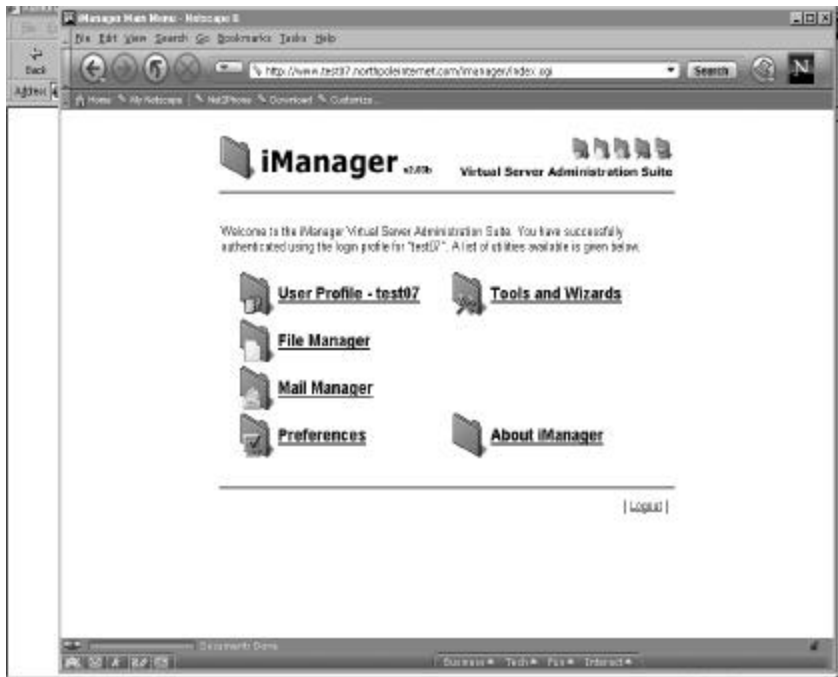 iManager Main Menu - Netscape 6
File Edit View Search Go Bookmarks Tasks Help
Back
Address
http://www.test07.northpoleinternet.com/imanager/index.cgi
Search
N
Home My Netscape Net2Phone Download Customize...
iManager v2.03b
Virtual Server Administration Suite
Welcome to the iManager Virtual Server Administration Suite. You have successfully
authenticated using the login profile for "test07". A list of utilities available is given below.
User Profile - test07
Tools and Wizards
File Manager
Mail Manager
Preferences
About iManager
| Logout |
Document: Done
Business Tech Fun Interact